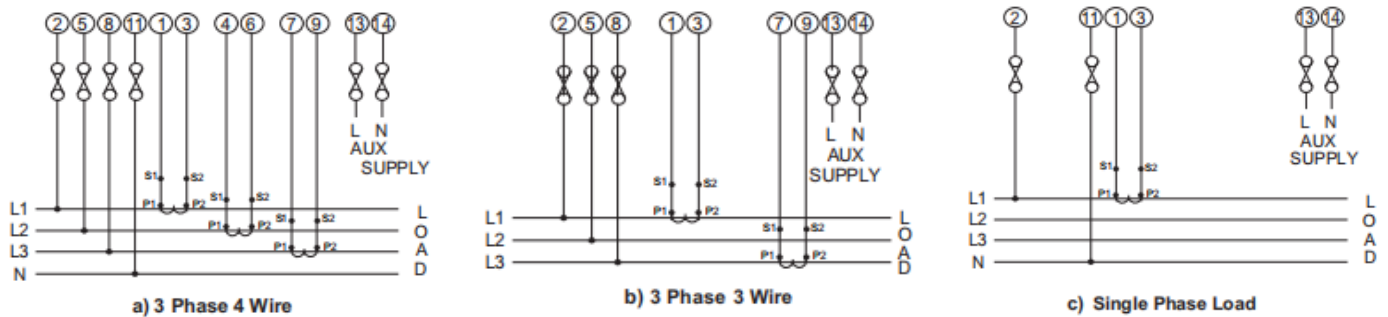 2 5 8 11 1 3 4 6 7 9 13 14
L N
AUX
SUPPLY
S1 S2
S1 S2
S1 S2
P1 P2
P1 P2
P1 P2
L1 L
L2 O
L3 A
N D
a) 3 Phase 4 Wire
2 5 8 1 3 7 9 13 14
L N
AUX
SUPPLY
S1 S2
P1 P2
S1 S2
P1 P2
L1 L
L2 O
L3 A
D
b) 3 Phase 3 Wire
2 11 1 3 13 14
L N
AUX
SUPPLY
S1 S2
P1 P2
L1 L
L2 O
L3 A
N D
c) Single Phase Load